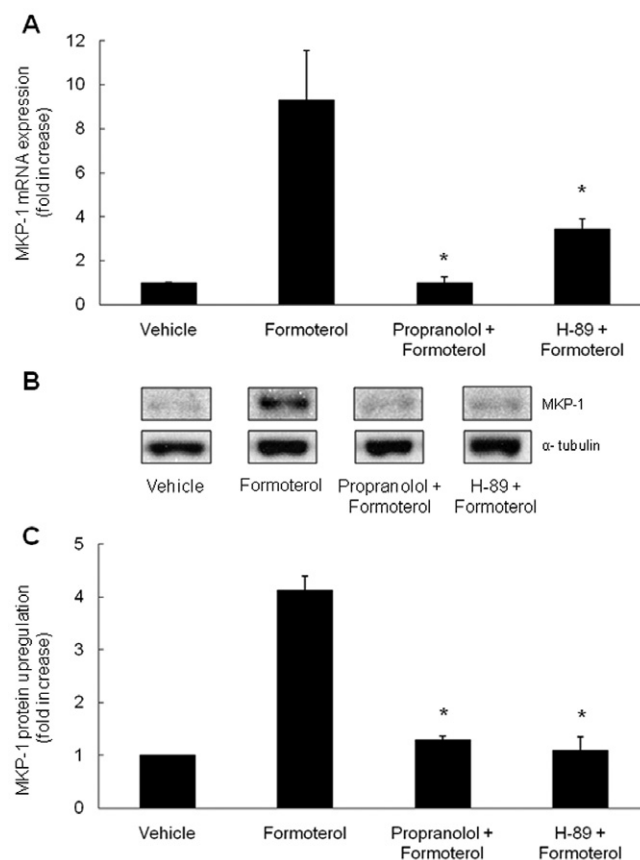 A
MKP-1 mRNA expression
(fold increase)
12
10
8
6
4
2
0
*
*
Vehicle
Formoterol
Propranolol +
Formoterol
H-89 +
Formoterol
B
MKP-1
α- tubulin
Vehicle
Formoterol
Propranolol +
Formoterol
H-89 +
Formoterol
C
MKP-1 protein upregulation
(fold increase)
5
4
3
2
1
0
*
*
Vehicle
Formoterol
Propranolol +
Formoterol
H-89 +
Formoterol